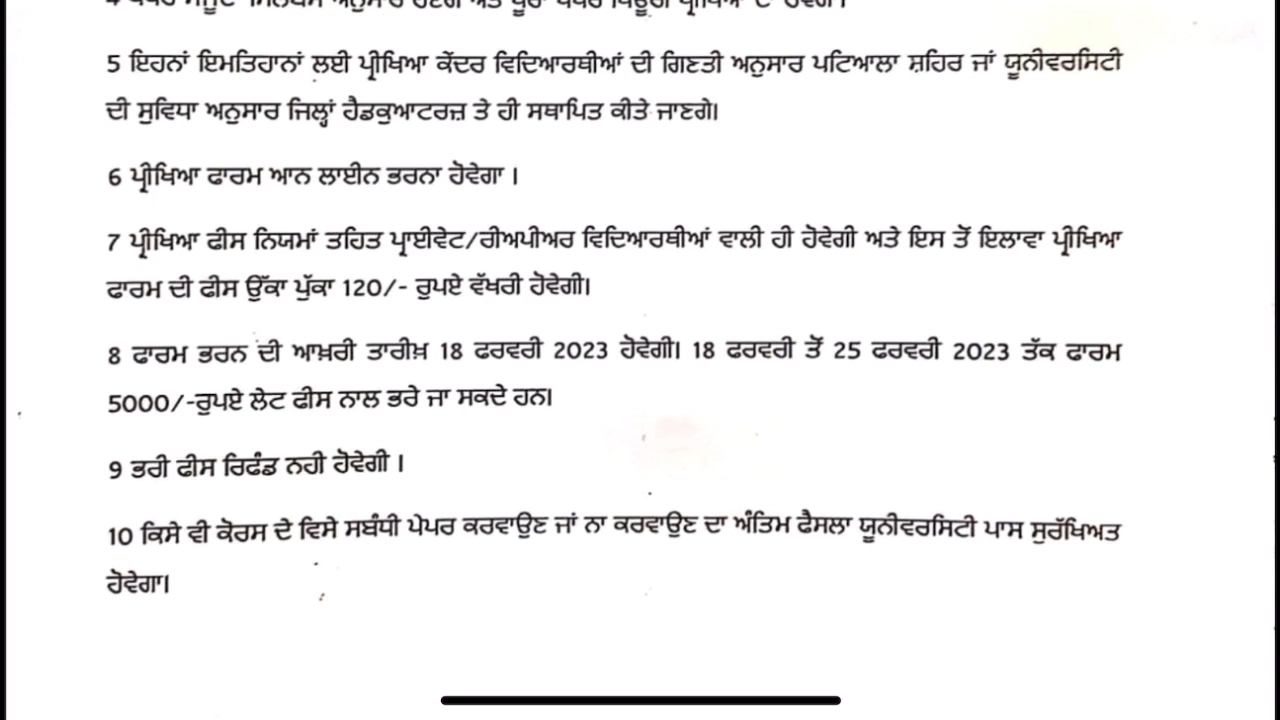 5 ਇਹਨਾਂ ਇਮਤਿਹਾਨਾਂ ਲਈ ਪ੍ਰੀਖਿਆ ਕੇਂਦਰ ਵਿਦਿਆਰਥੀਆਂ ਦੀ ਗਿਣਤੀ ਅਨੁਸਾਰ ਪਟਿਆਲਾ ਸ਼ਹਿਰ ਜਾਂ ਯੂਨੀਵਰਸਿਟੀ
ਦੀ ਸੁਵਿਧਾ ਅਨੁਸਾਰ ਜਿਲ੍ਹਾਂ ਹੈਡਕੁਆਟਰਜ਼ ਤੇ ਹੀ ਸਥਾਪਿਤ ਕੀਤੇ ਜਾਣਗੇ।
6 ਪ੍ਰੀਖਿਆ ਫਾਰਮ ਆਨ ਲਾਈਨ ਭਰਨਾ ਹੋਵੇਗਾ ।
7 ਪ੍ਰੀਖਿਆ ਫੀਸ ਨਿਯਮਾਂ ਤਹਿਤ ਪ੍ਰਾਈਵੇਟ/ਰੀਅਪੀਅਰ ਵਿਦਿਆਰਥੀਆਂ ਵਾਲੀ ਹੀ ਹੋਵੇਗੀ ਅਤੇ ਇਸ ਤੋਂ ਇਲਾਵਾ ਪ੍ਰੀਖਿਆ
ਫਾਰਮ ਦੀ ਫੀਸ ਉੱਕਾ ਪੁੱਕਾ 120/- ਰੁਪਏ ਵੱਖਰੀ ਹੋਵੇਗੀ।
8 ਫਾਰਮ ਭਰਨ ਦੀ ਆਖ਼ਰੀ ਤਾਰੀਖ਼ 18 ਫਰਵਰੀ 2023 ਹੋਵੇਗੀ। 18 ਫਰਵਰੀ ਤੋਂ 25 ਫਰਵਰੀ 2023 ਤੱਕ ਫਾਰਮ
5000/-ਰੁਪਏ ਲੇਟ ਫੀਸ ਨਾਲ ਭਰੇ ਜਾ ਸਕਦੇ ਹਨ।
9 ਭਰੀ ਫੀਸ ਰਿਫੰਡ ਨਹੀ ਹੋਵੇਗੀ ।
10 ਕਿਸੇ ਵੀ ਕੋਰਸ ਦੇ ਵਿਸੇ ਸਬੰਧੀ ਪੇਪਰ ਕਰਵਾਉਣ ਜਾਂ ਨਾ ਕਰਵਾਉਣ ਦਾ ਅੰਤਿਮ ਫੈਸਲਾ ਯੂਨੀਵਰਸਿਟੀ ਪਾਸ ਸੁਰੱਖਿਅਤ
ਹੋਵੇਗਾ।